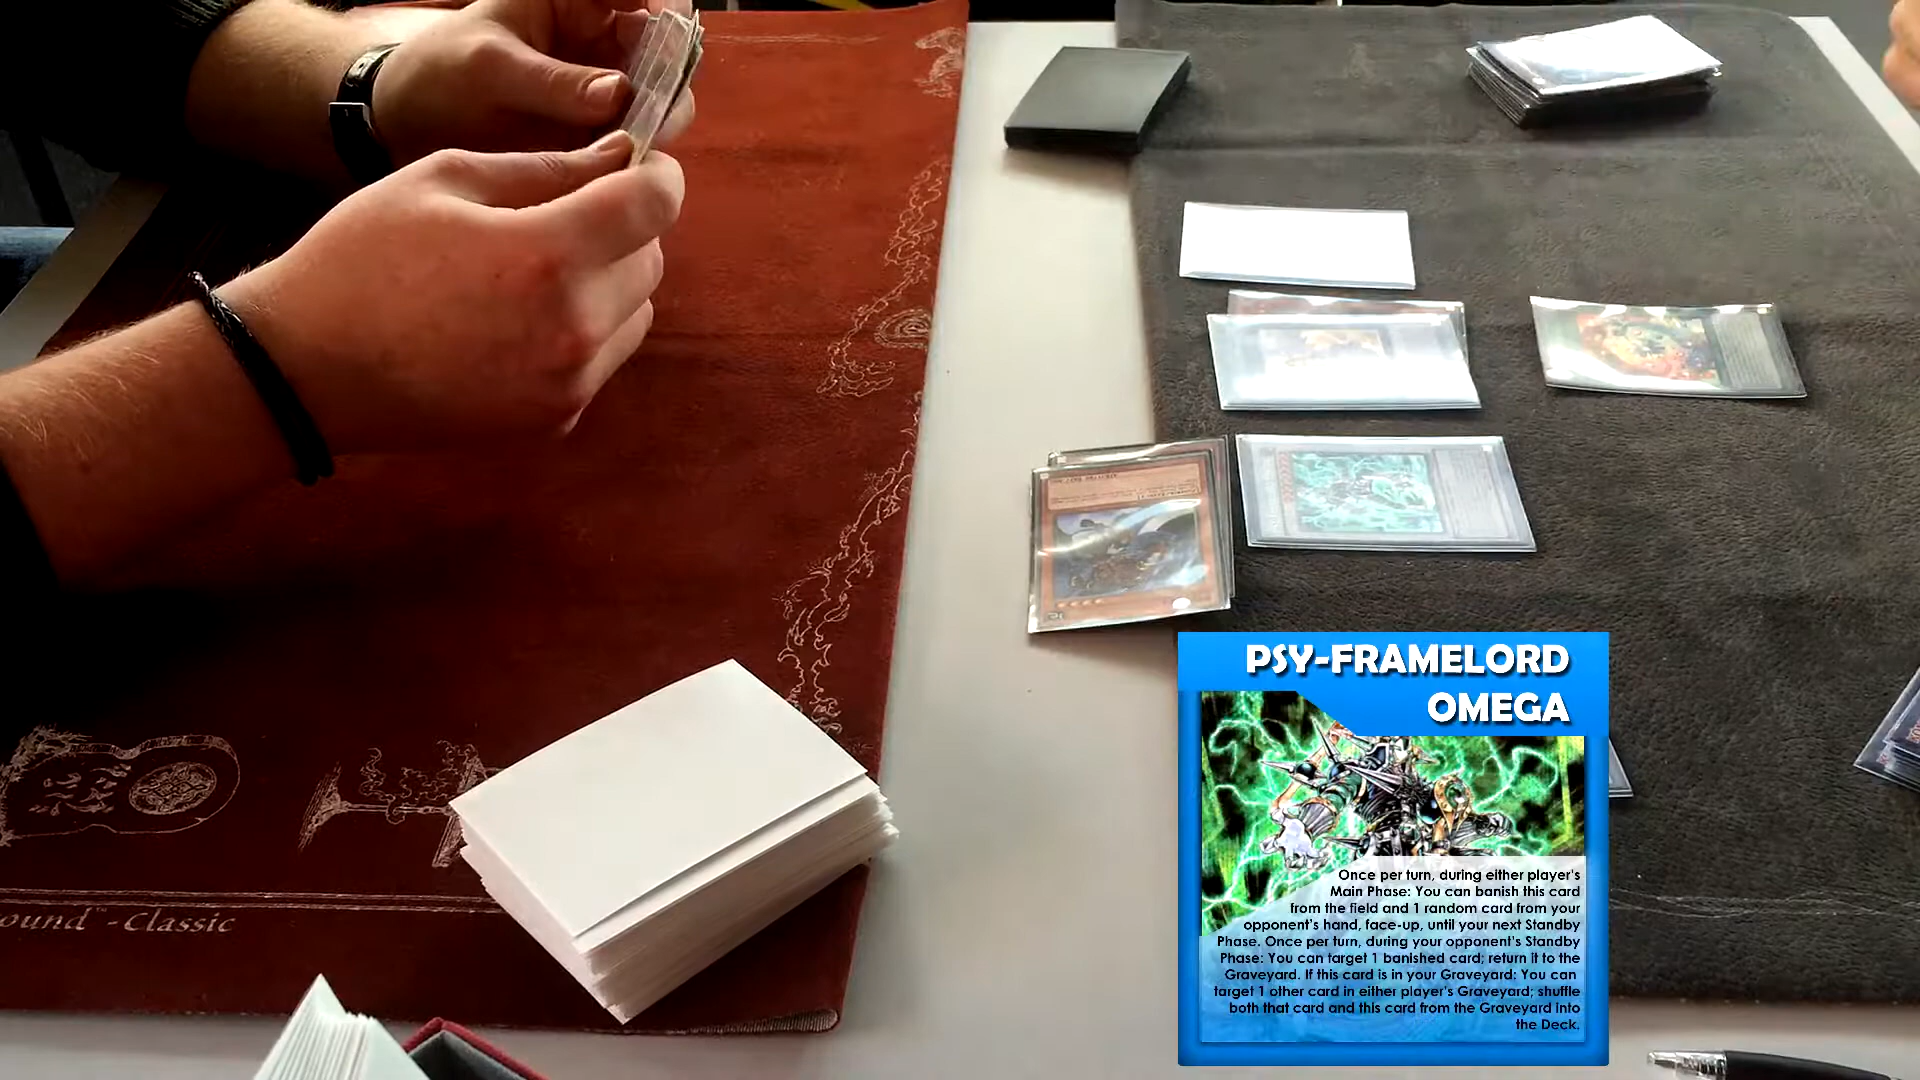 PSY-FRAMELORD
OMEGA
Once per turn, during either player's
Main Phase: You can banish this card
from the field and 1 random card from your
opponent's hand, face-up, until your next Standby
Phase. Once per turn, during your opponent's Standby
Phase: You can target 1 banished card; return it to the
Graveyard. If this card is in your Graveyard: You can
target 1 other card in either player's Graveyard; shuffle
both that card and this card from the Graveyard into
the Deck.
ound™-Classic